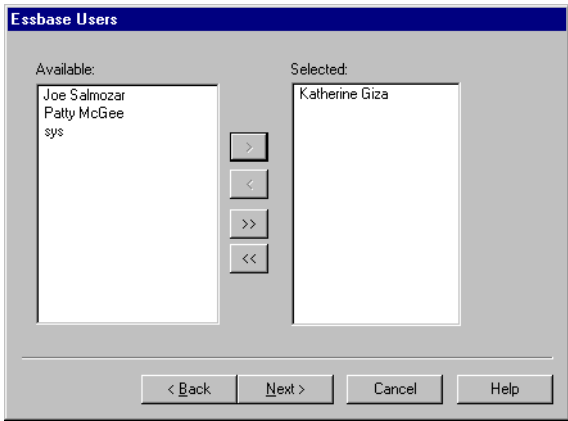 Essbase Users
Available:
Selected:
Joe Salmozar
Patty McGee
sys
Katherine Giza
>
<
>>
<<
< Back
Next >
Cancel
Help